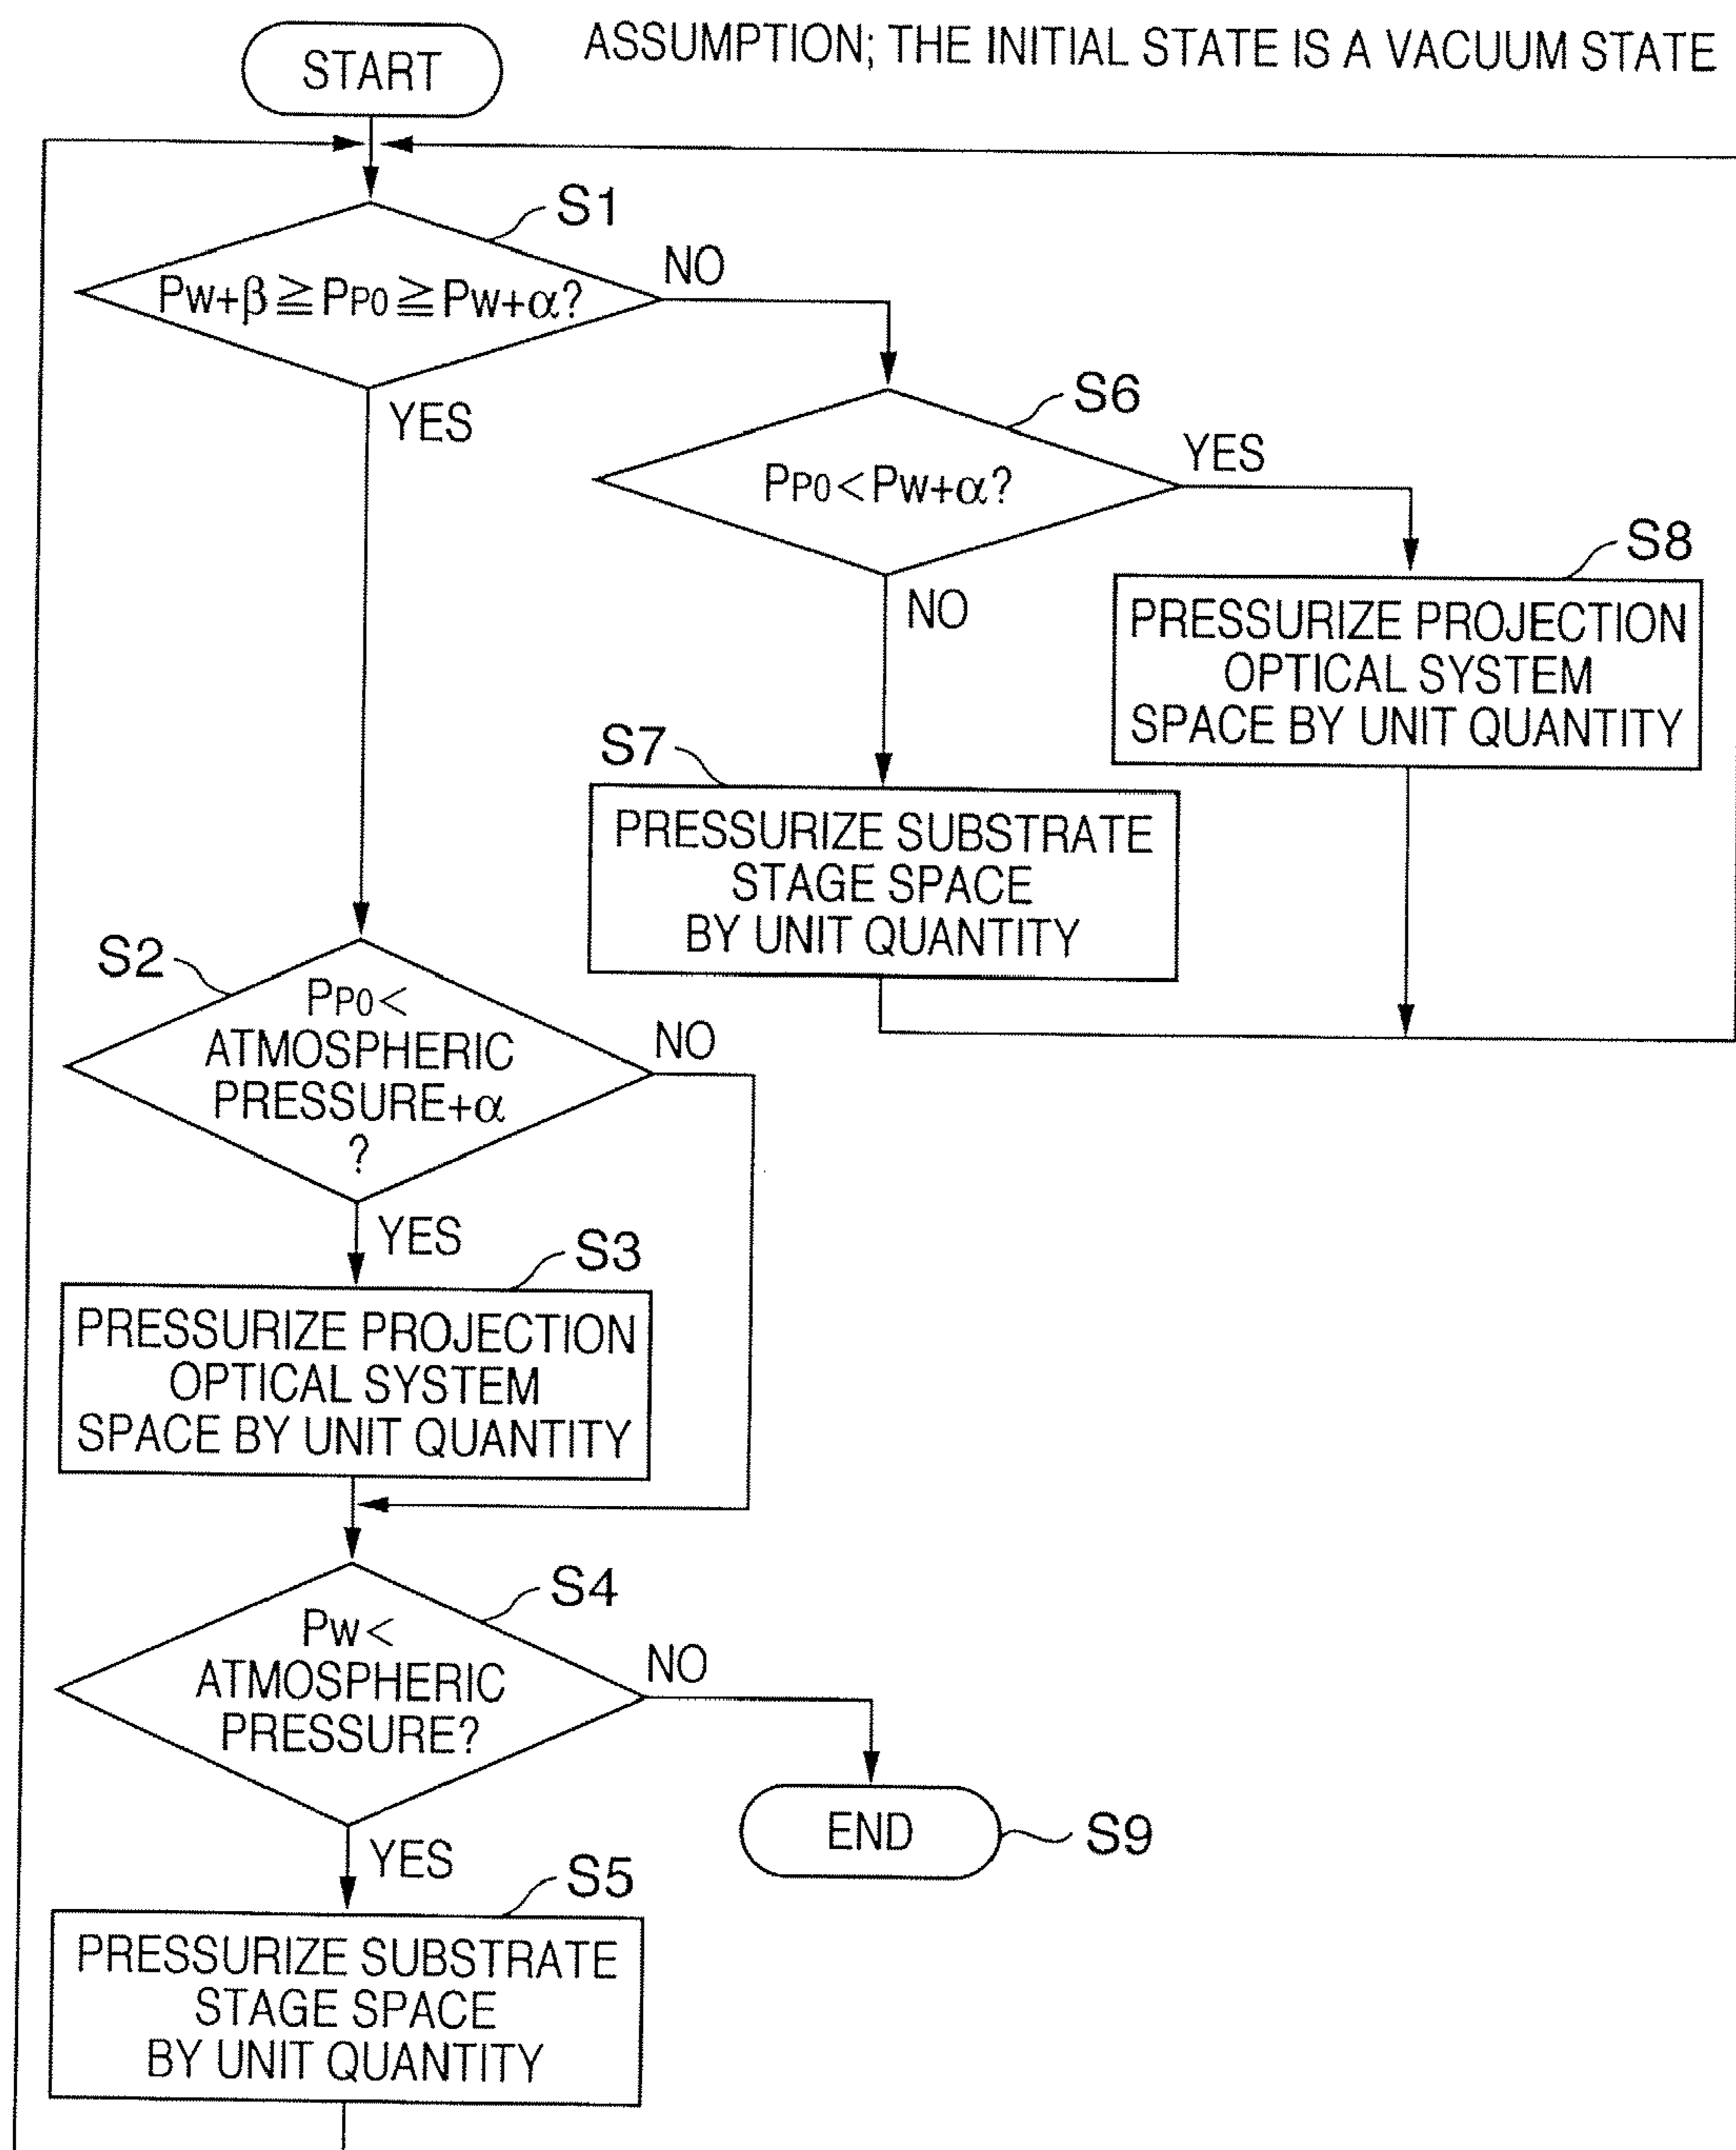 START
ASSUMPTION; THE INITIAL STATE IS A VACUUM STATE
S1
Pw+β≧PP0≧Pw+α?
NO
YES
S6
PP0<Pw+α?
YES
NO
S8
PRESSURIZE PROJECTION
OPTICAL SYSTEM
SPACE BY UNIT QUANTITY
S7
PRESSURIZE SUBSTRATE
STAGE SPACE
BY UNIT QUANTITY
S2
PP0<
ATMOSPHERIC
PRESSURE+α
?
NO
YES
S3
PRESSURIZE PROJECTION
OPTICAL SYSTEM
SPACE BY UNIT QUANTITY
S4
Pw<
ATMOSPHERIC
PRESSURE?
NO
YES
END
S9
S5
PRESSURIZE SUBSTRATE
STAGE SPACE
BY UNIT QUANTITY